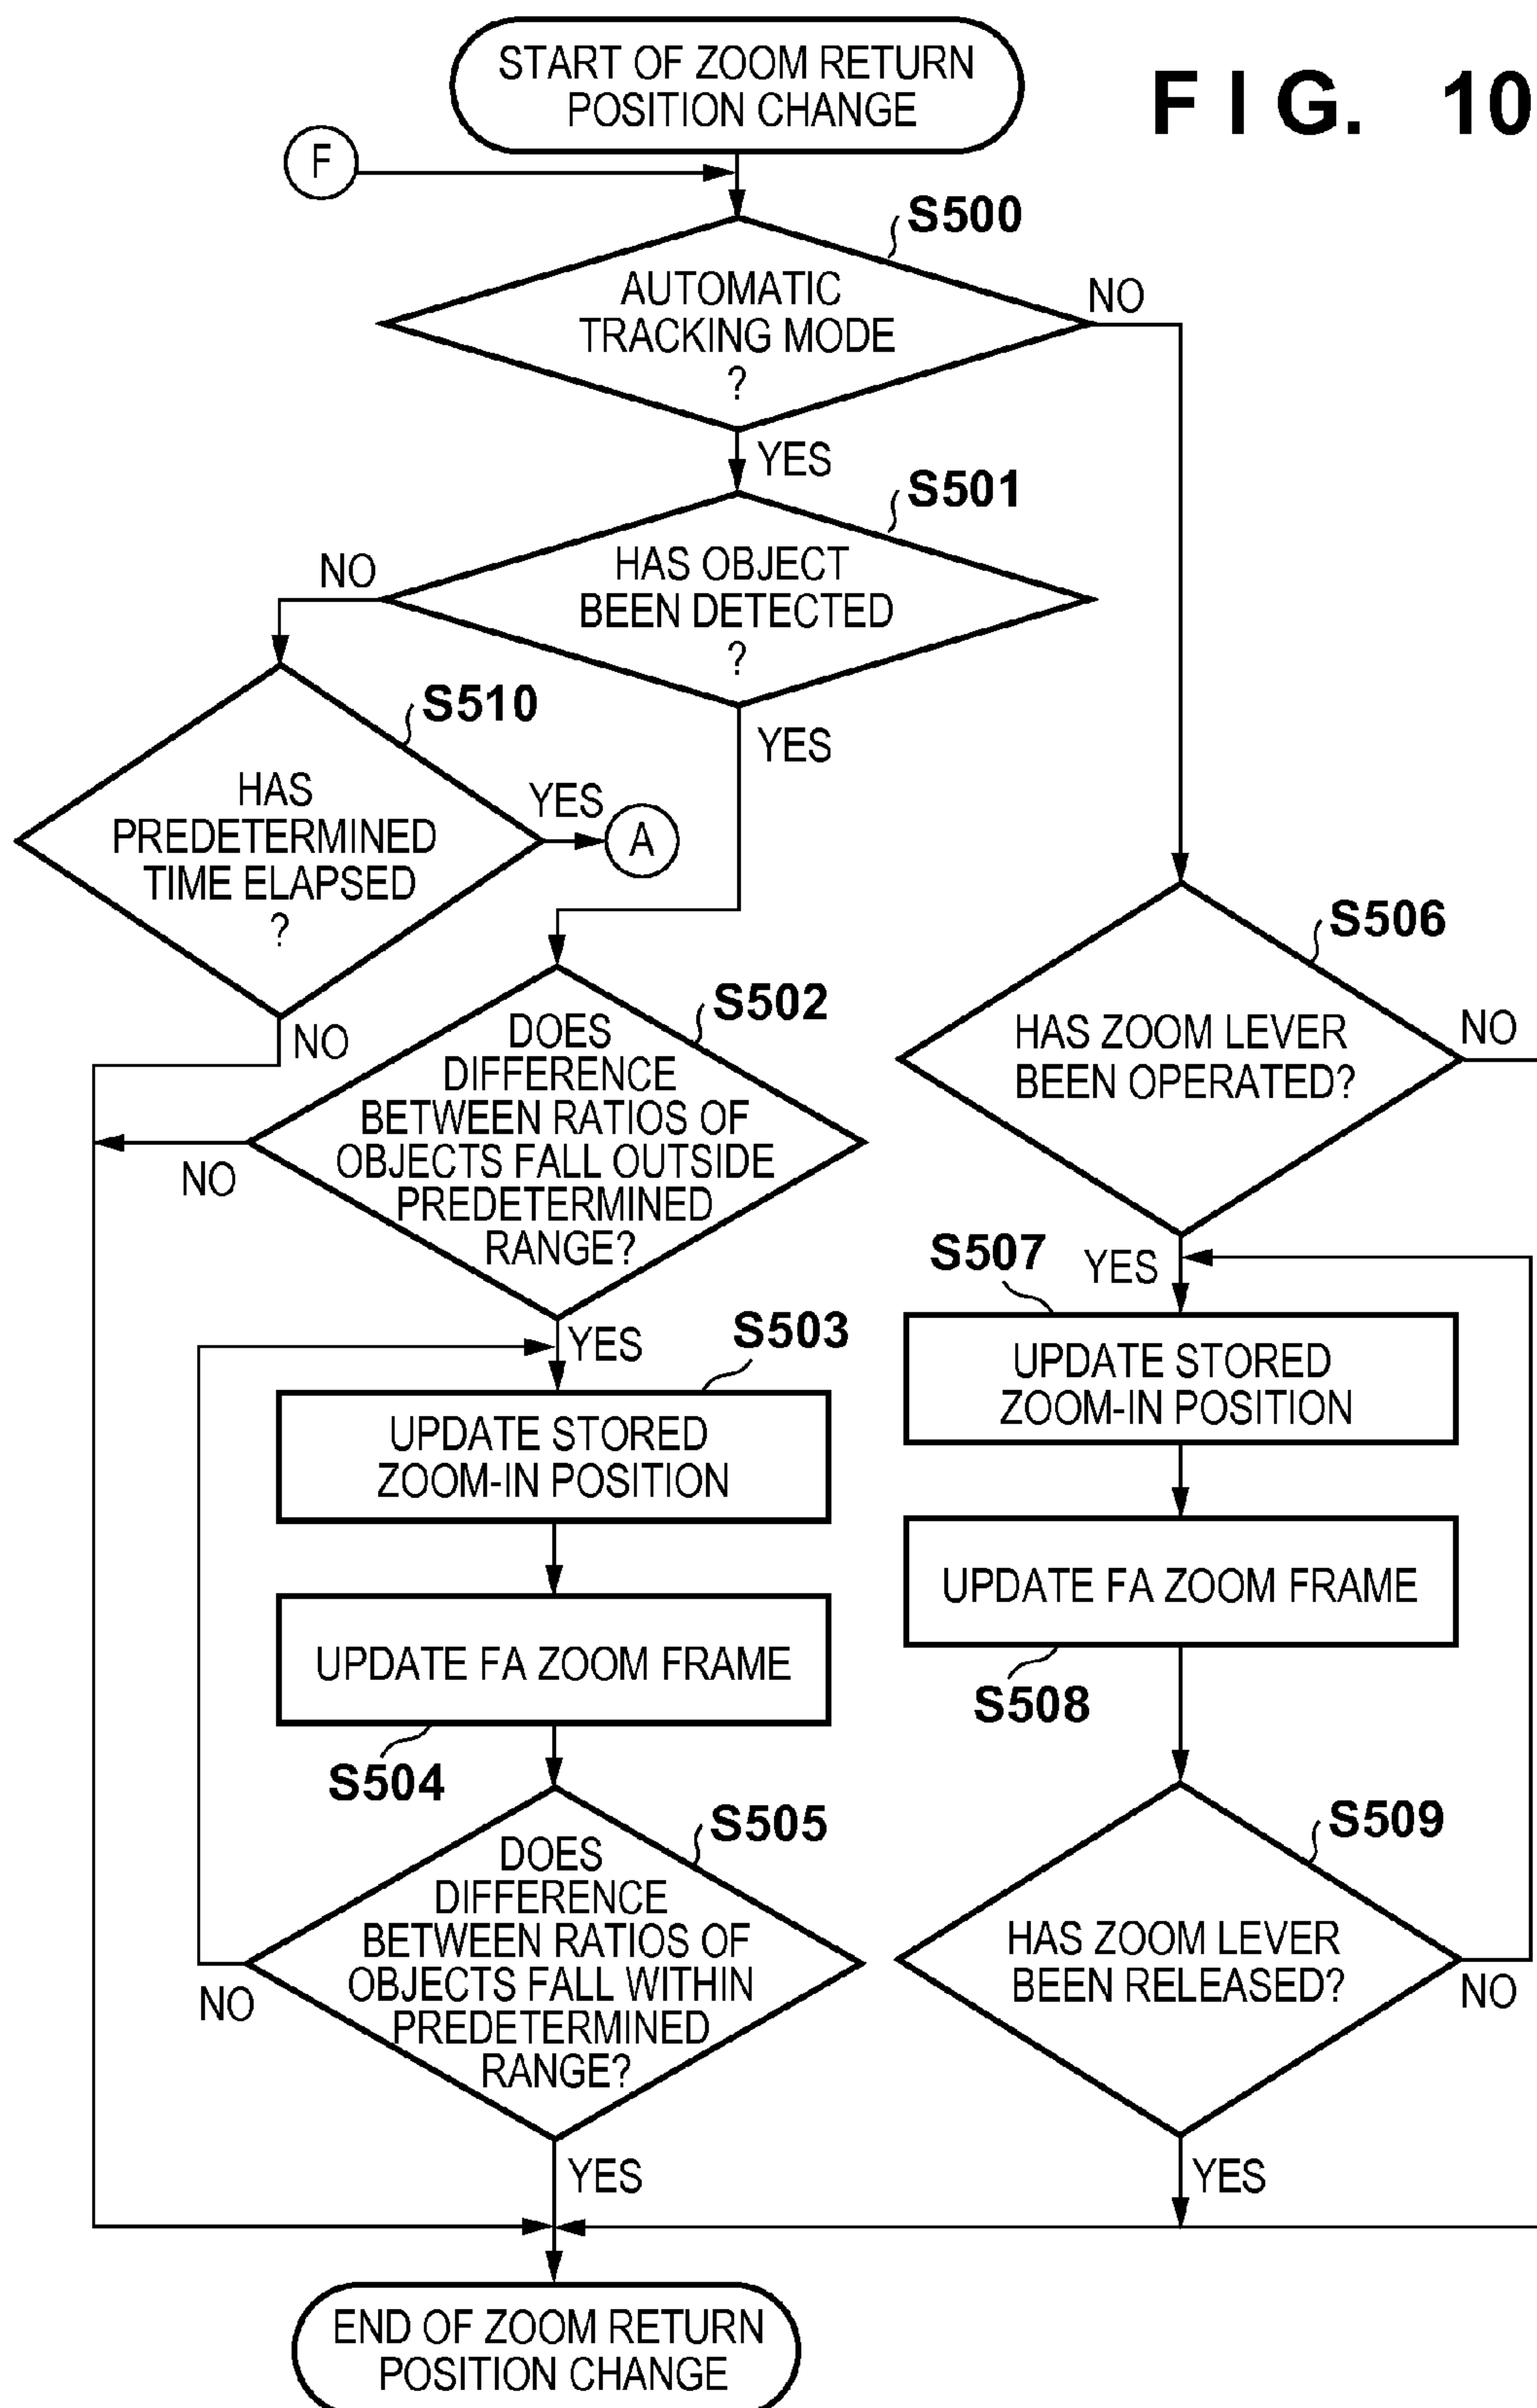 START OF ZOOM RETURN
POSITION CHANGE
FIG. 10
F
S500
AUTOMATIC
TRACKING MODE
?
NO
YES
S501
HAS OBJECT
BEEN DETECTED
?
NO
YES
S510
HAS
PREDETERMINED
TIME ELAPSED
?
YES
A
NO
S506
HAS ZOOM LEVER
BEEN OPERATED?
NO
YES
S502
DOES
DIFFERENCE
BETWEEN RATIOS OF
OBJECTS FALL OUTSIDE
PREDETERMINED
RANGE?
NO
YES
S503
UPDATE STORED
ZOOM-IN POSITION
UPDATE FA ZOOM FRAME
S504
S505
DOES
DIFFERENCE
BETWEEN RATIOS OF
OBJECTS FALL WITHIN
PREDETERMINED
RANGE?
NO
YES
S507
UPDATE STORED
ZOOM-IN POSITION
UPDATE FA ZOOM FRAME
S508
S509
HAS ZOOM LEVER
BEEN RELEASED?
NO
YES
END OF ZOOM RETURN
POSITION CHANGE